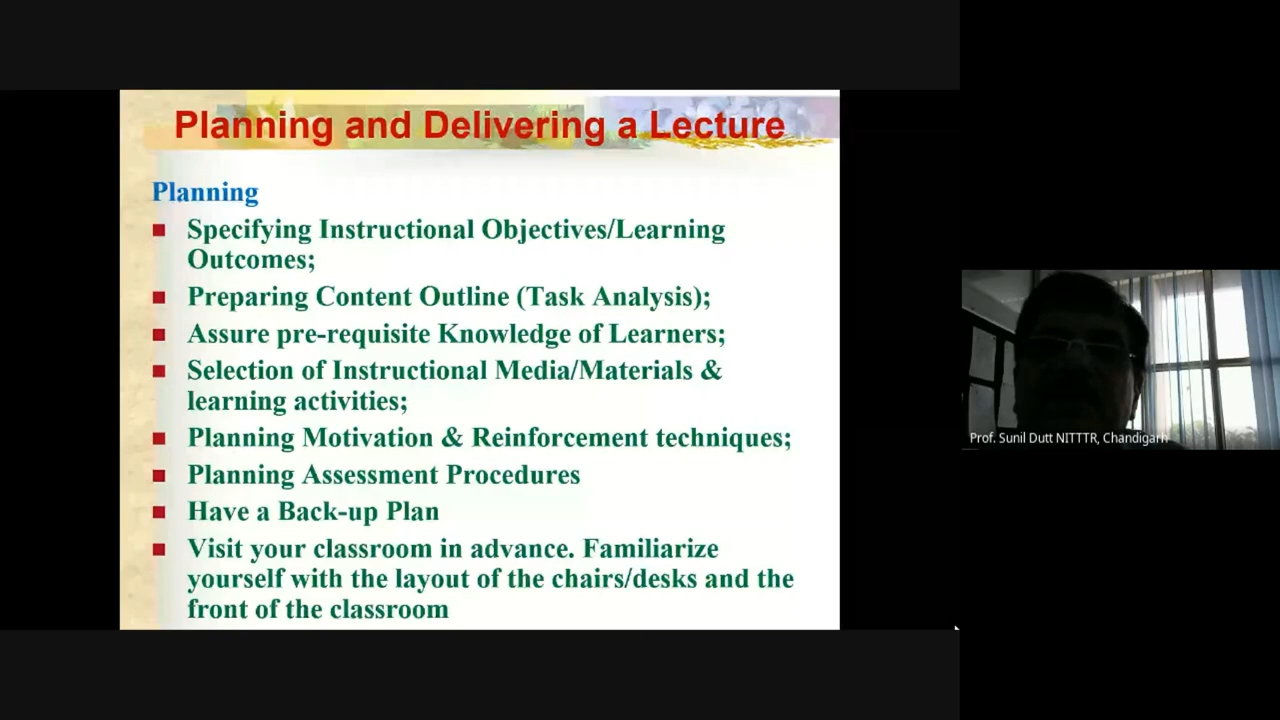 Planning and Delivering a Lecture
Planning
Specifying Instructional Objectives/Learning
Outcomes;
Preparing Content Outline (Task Analysis);
Assure pre-requisite Knowledge of Learners;
Selection of Instructional Media/Materials &
learning activities;
Planning Motivation & Reinforcement techniques;
Planning Assessment Procedures
Have a Back-up Plan
Visit your classroom in advance. Familiarize
yourself with the layout of the chairs/desks and the
front of the classroom
Prof. Sunil Dutt NITTTR, Chandigarh